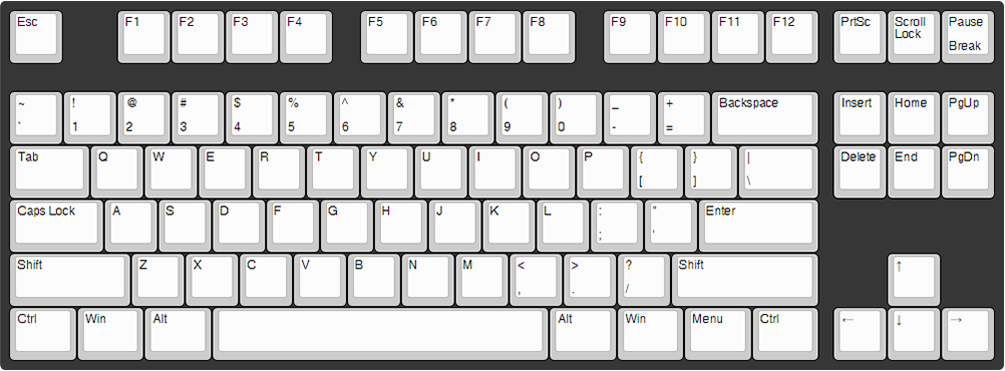 Esc F1 F2 F3 F4 F5 F6 F7 F8 F9 F10 F11 F12 PrtSc Scroll Pause
Lock Break
~ ! @ # $ % ^ & * ( ) _ + Backspace Insert Home PgUp
` 1 2 3 4 5 6 7 8 9 0 - =
Tab Q W E R T Y U I O P { } | Delete End PgDn
[ ] \
Caps Lock A S D F G H J K L : " Enter
; '
Shift Z X C V B N M < > ? Shift ↑
, . /
Ctrl Win Alt Alt Win Menu Ctrl ← ↓ →